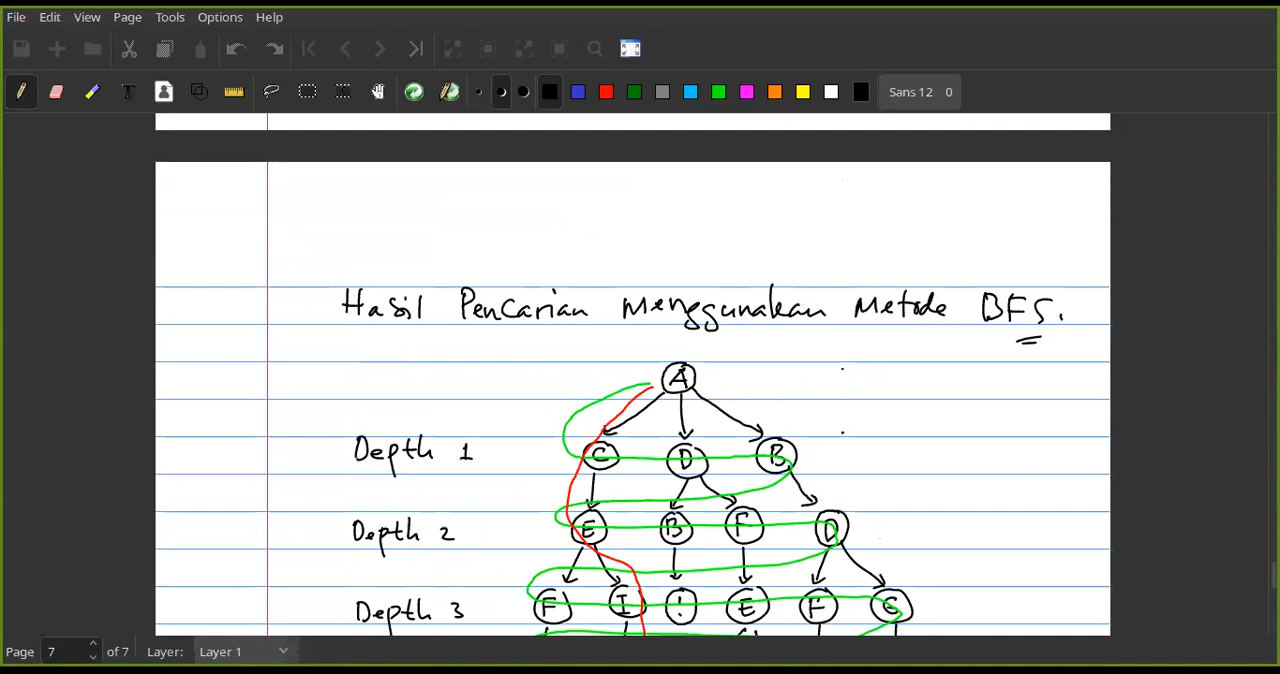 File Edit View Page Tools Options Help
Sans 12 0
Hasil Pencarian Menggunakan Metode BFS.
A
Depth 1 C D B
Depth 2 E B F D
Depth 3 F I ! E F
Page 7 of 7 Layer: Layer 1